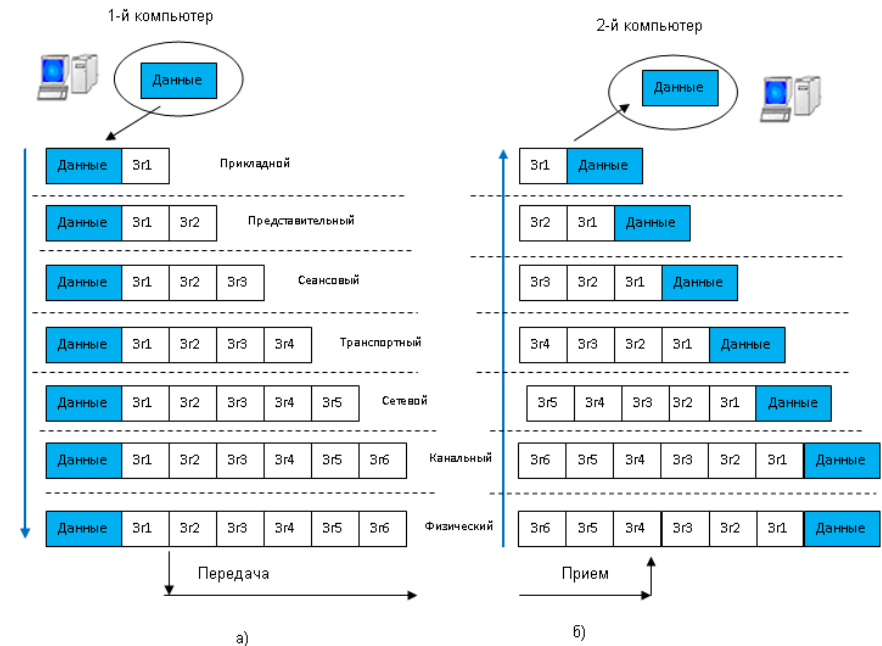 1-й компьютер
2-й компьютер
Данные
Данные
Данные Зг1 Прикладной Зг1 Данные
Данные Зг1 Зг2 Представительный Зг2 Зг1 Данные
Данные Зг1 Зг2 Зг3 Сеансовый Зг3 Зг2 Зг1 Данные
Данные Зг1 Зг2 Зг3 Зг4 Транспортный Зг4 Зг3 Зг2 Зг1 Данные
Данные Зг1 Зг2 Зг3 Зг4 Зг5 Сетевой Зг5 Зг4 Зг3 Зг2 Зг1 Данные
Данные Зг1 Зг2 Зг3 Зг4 Зг5 Зг6 Канальный Зг6 Зг5 Зг4 Зг3 Зг2 Зг1 Данные
Данные Зг1 Зг2 Зг3 Зг4 Зг5 Зг6 Физический Зг6 Зг5 Зг4 Зг3 Зг2 Зг1 Данные
Передача Прием
а) б)